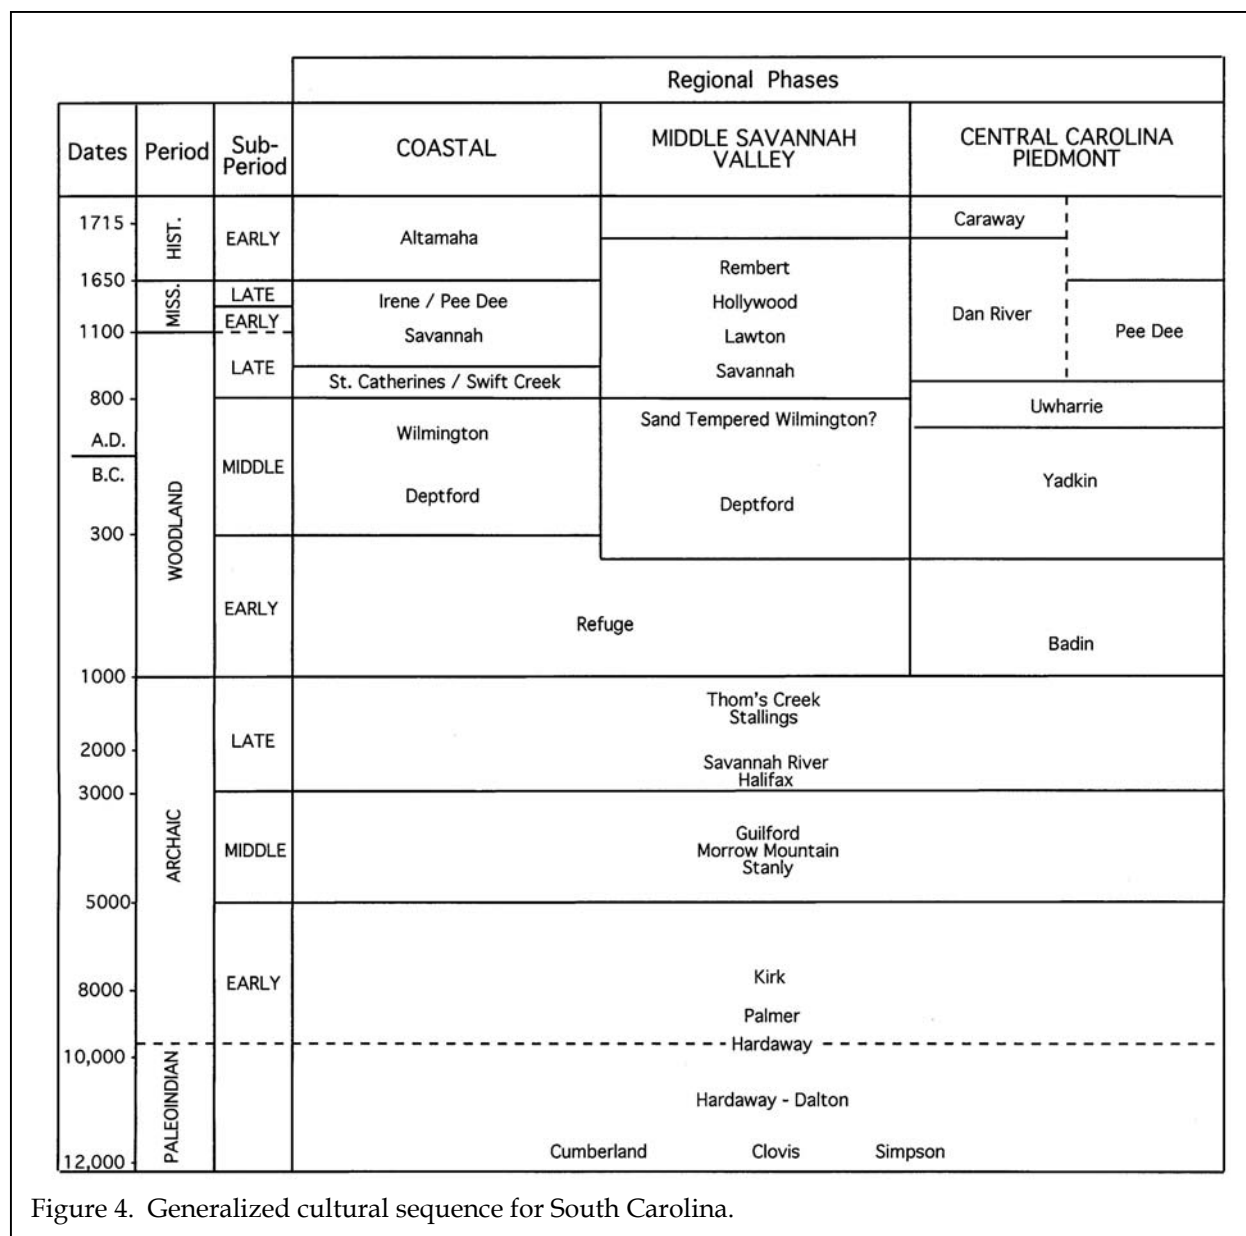 Regional Phases
Dates
Period
Sub-
Period
COASTAL
MIDDLE SAVANNAH
VALLEY
CENTRAL CAROLINA
PIEDMONT
1715
HIST.
EARLY
Altamaha
Caraway
1650
MISS.
LATE
EARLY
Irene / Pee Dee
Savannah
Rembert
Hollywood
Lawton
Savannah
Dan River
Pee Dee
1100
WOODLAND
LATE
St. Catherines / Swift Creek
800
A.D.
B.C.
MIDDLE
Wilmington
Deptford
Sand Tempered Wilmington?
Deptford
Uwharrie
Yadkin
300
EARLY
Refuge
Badin
1000
ARCHAIC
LATE
Thom's Creek
Stallings
2000
Savannah River
Halifax
3000
MIDDLE
Guilford
Morrow Mountain
Stanly
5000
EARLY
Kirk
8000
Palmer
Hardaway
10,000
PALEOINDIAN
Hardaway - Dalton
Cumberland Clovis Simpson
12,000
Figure 4. Generalized cultural sequence for South Carolina.